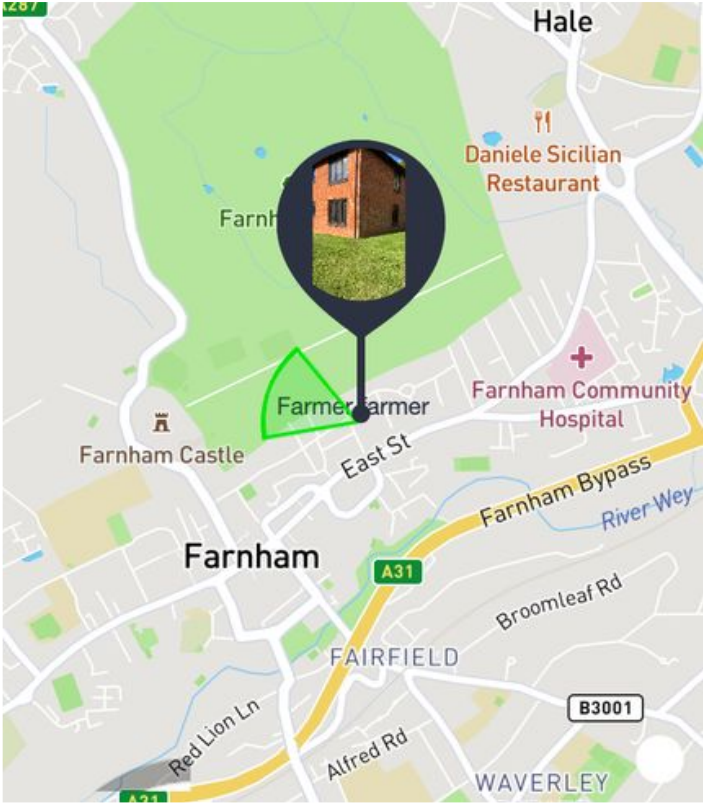 A287
Hale
Daniele Sicilian
Restaurant
Farnh
Farnham Community
Hospital
Farmer farmer
Farnham Castle
East St
Farnham Bypass
River Wey
Farnham
A31
Broomleaf Rd
FAIRFIELD
B3001
Red Lion Ln
Alfred Rd
WAVERLEY
A31